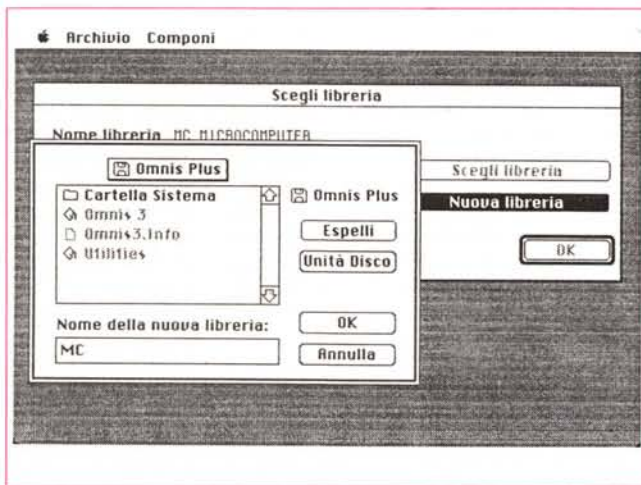 Archivio Componi
Scegli libreria
Nome libreria MC MICROCOMPUTER
Scegli libreria
Nuova libreria
OK
Omnis Plus
Cartella Sistema
Omnis 3
Omnis3.Info
Utilities
Omnis Plus
Espelli
Unità Disco
Nome della nuova libreria:
MC
OK
Annulla